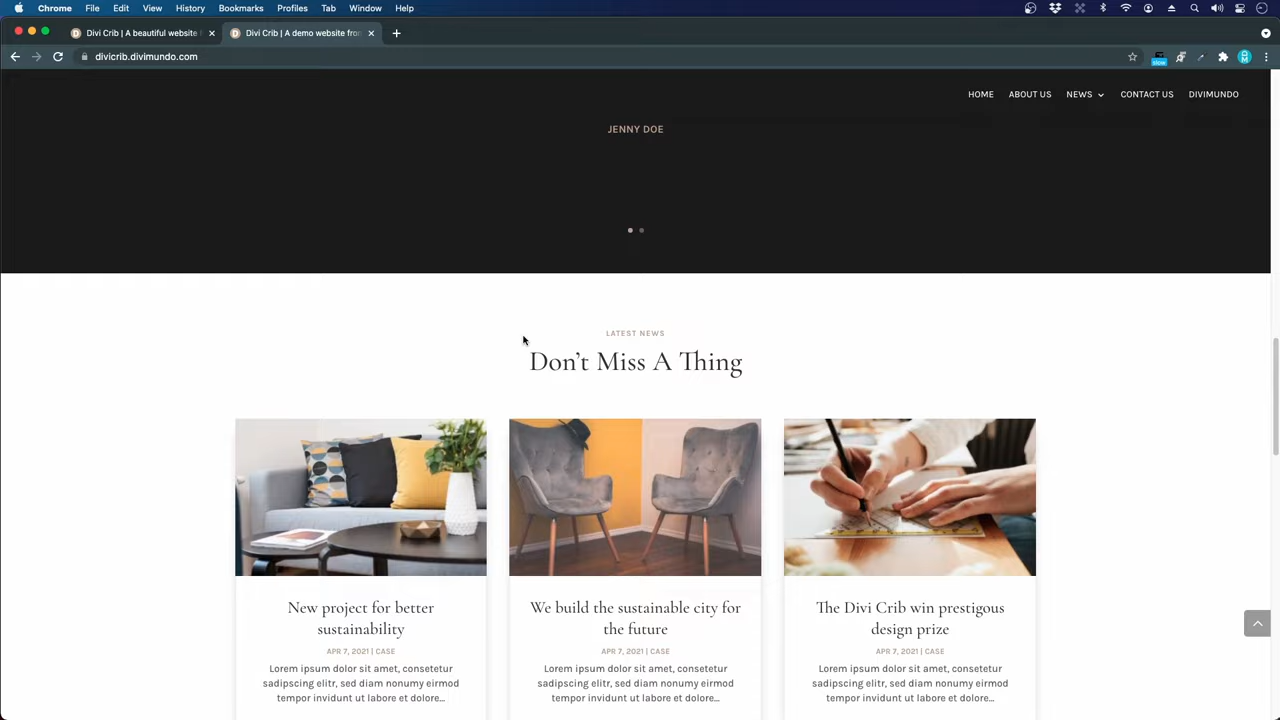 Chrome File Edit View History Bookmarks Profiles Tab Window Help
Divi Crib | A beautiful website
Divi Crib | A demo website fro
divicrib.divimundo.com
slow
HOME ABOUT US NEWS CONTACT US DIVIMUNDO
JENNY DOE
LATEST NEWS
Don't Miss A Thing
New project for better
sustainability
APR 7, 2021 | CASE
Lorem ipsum dolor sit amet, consetetur
sadipscing elitr, sed diam nonumy eirmod
tempor invidunt ut labore et dolore...
We build the sustainable city for
the future
APR 7, 2021 | CASE
Lorem ipsum dolor sit amet, consetetur
sadipscing elitr, sed diam nonumy eirmod
tempor invidunt ut labore et dolore...
The Divi Crib win prestigous
design prize
APR 7, 2021 | CASE
Lorem ipsum dolor sit amet, consetetur
sadipscing elitr, sed diam nonumy eirmod
tempor invidunt ut labore et dolore...